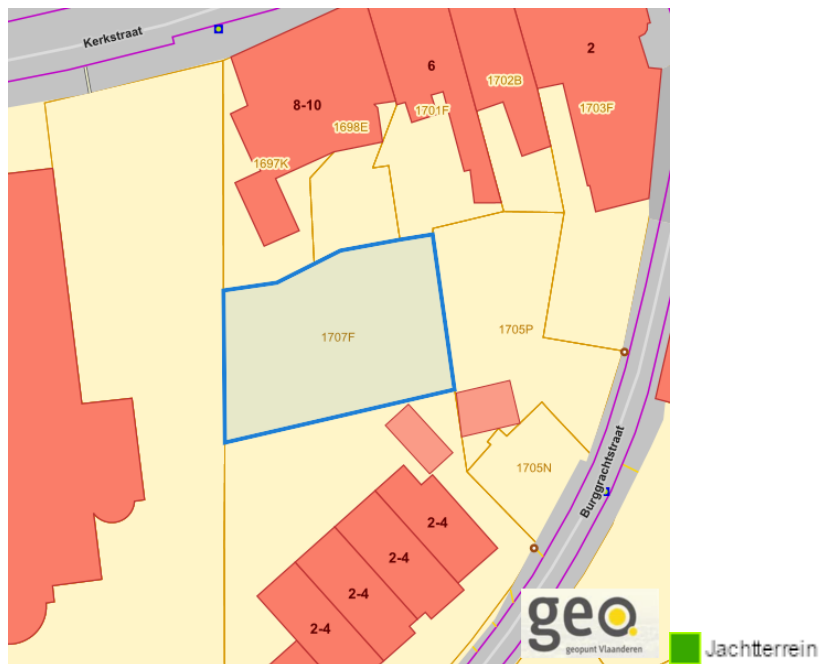 Kerkstraat
2
6
1702B
8-10
1701F
1703F
1698E
1697K
1707F
1705P
1705N
Burggrachtstraat
2-4
2-4
2-4
2-4
geo.
geopunt Vlaanderen
Jachtterrein